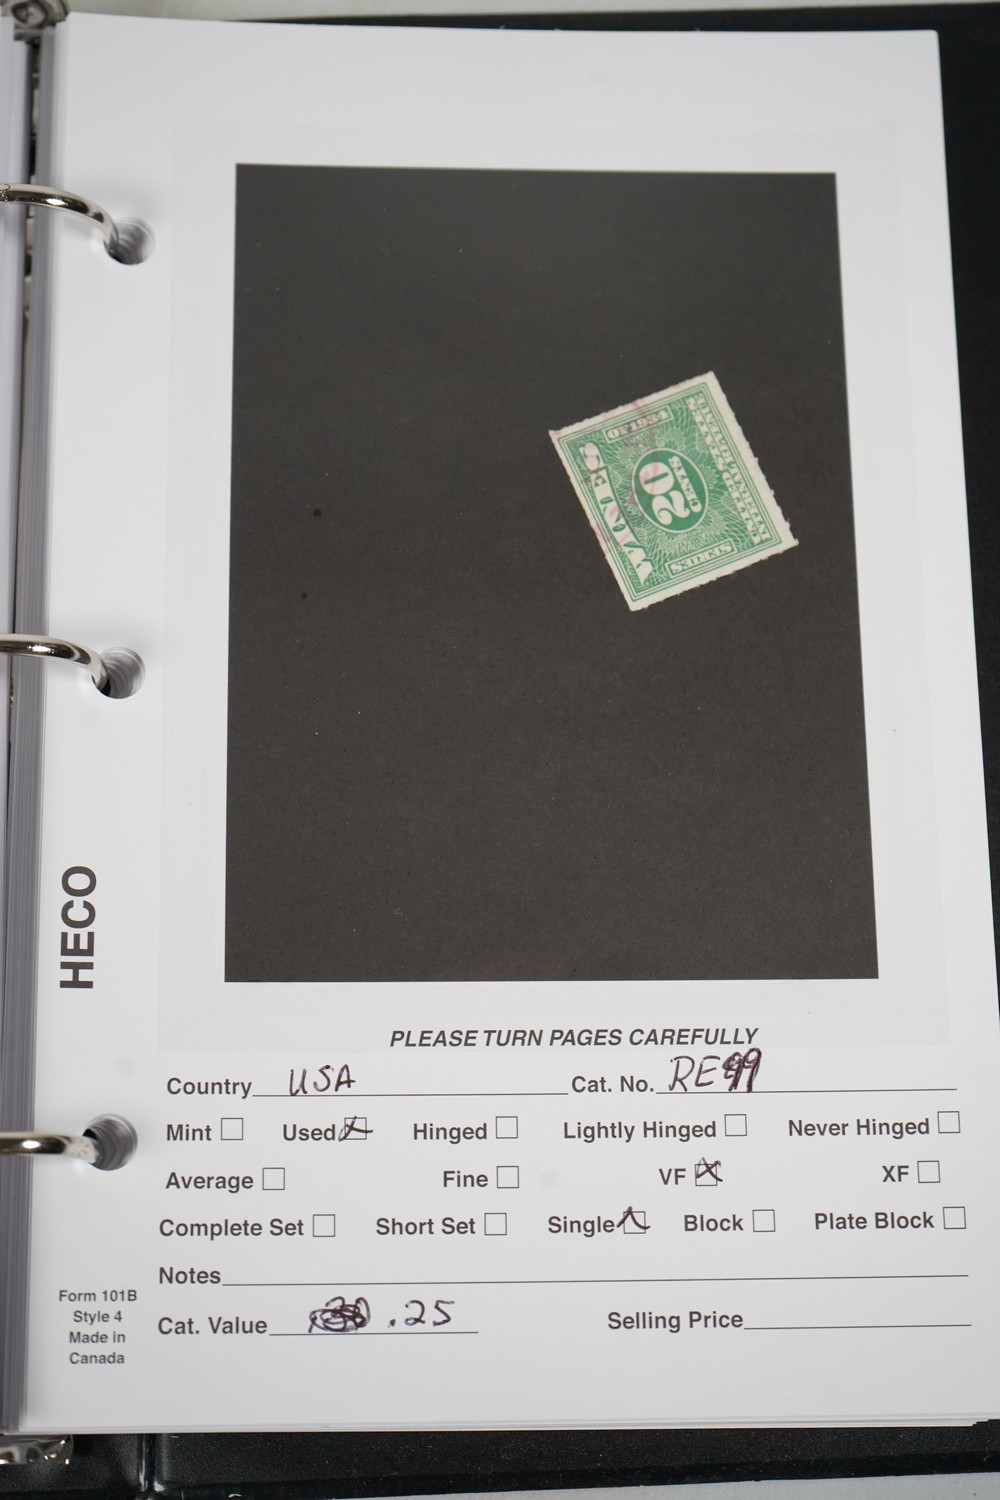 WINES
20
CENTS
SERIES
HECO
PLEASE TURN PAGES CAREFULLY
Country USA Cat. No. RE99
Mint Used Hinged Lightly Hinged Never Hinged
Average Fine VF XF
Complete Set Short Set Single Block Plate Block
Notes
Cat. Value .25 Selling Price
Form 101B
Style 4
Made in
Canada